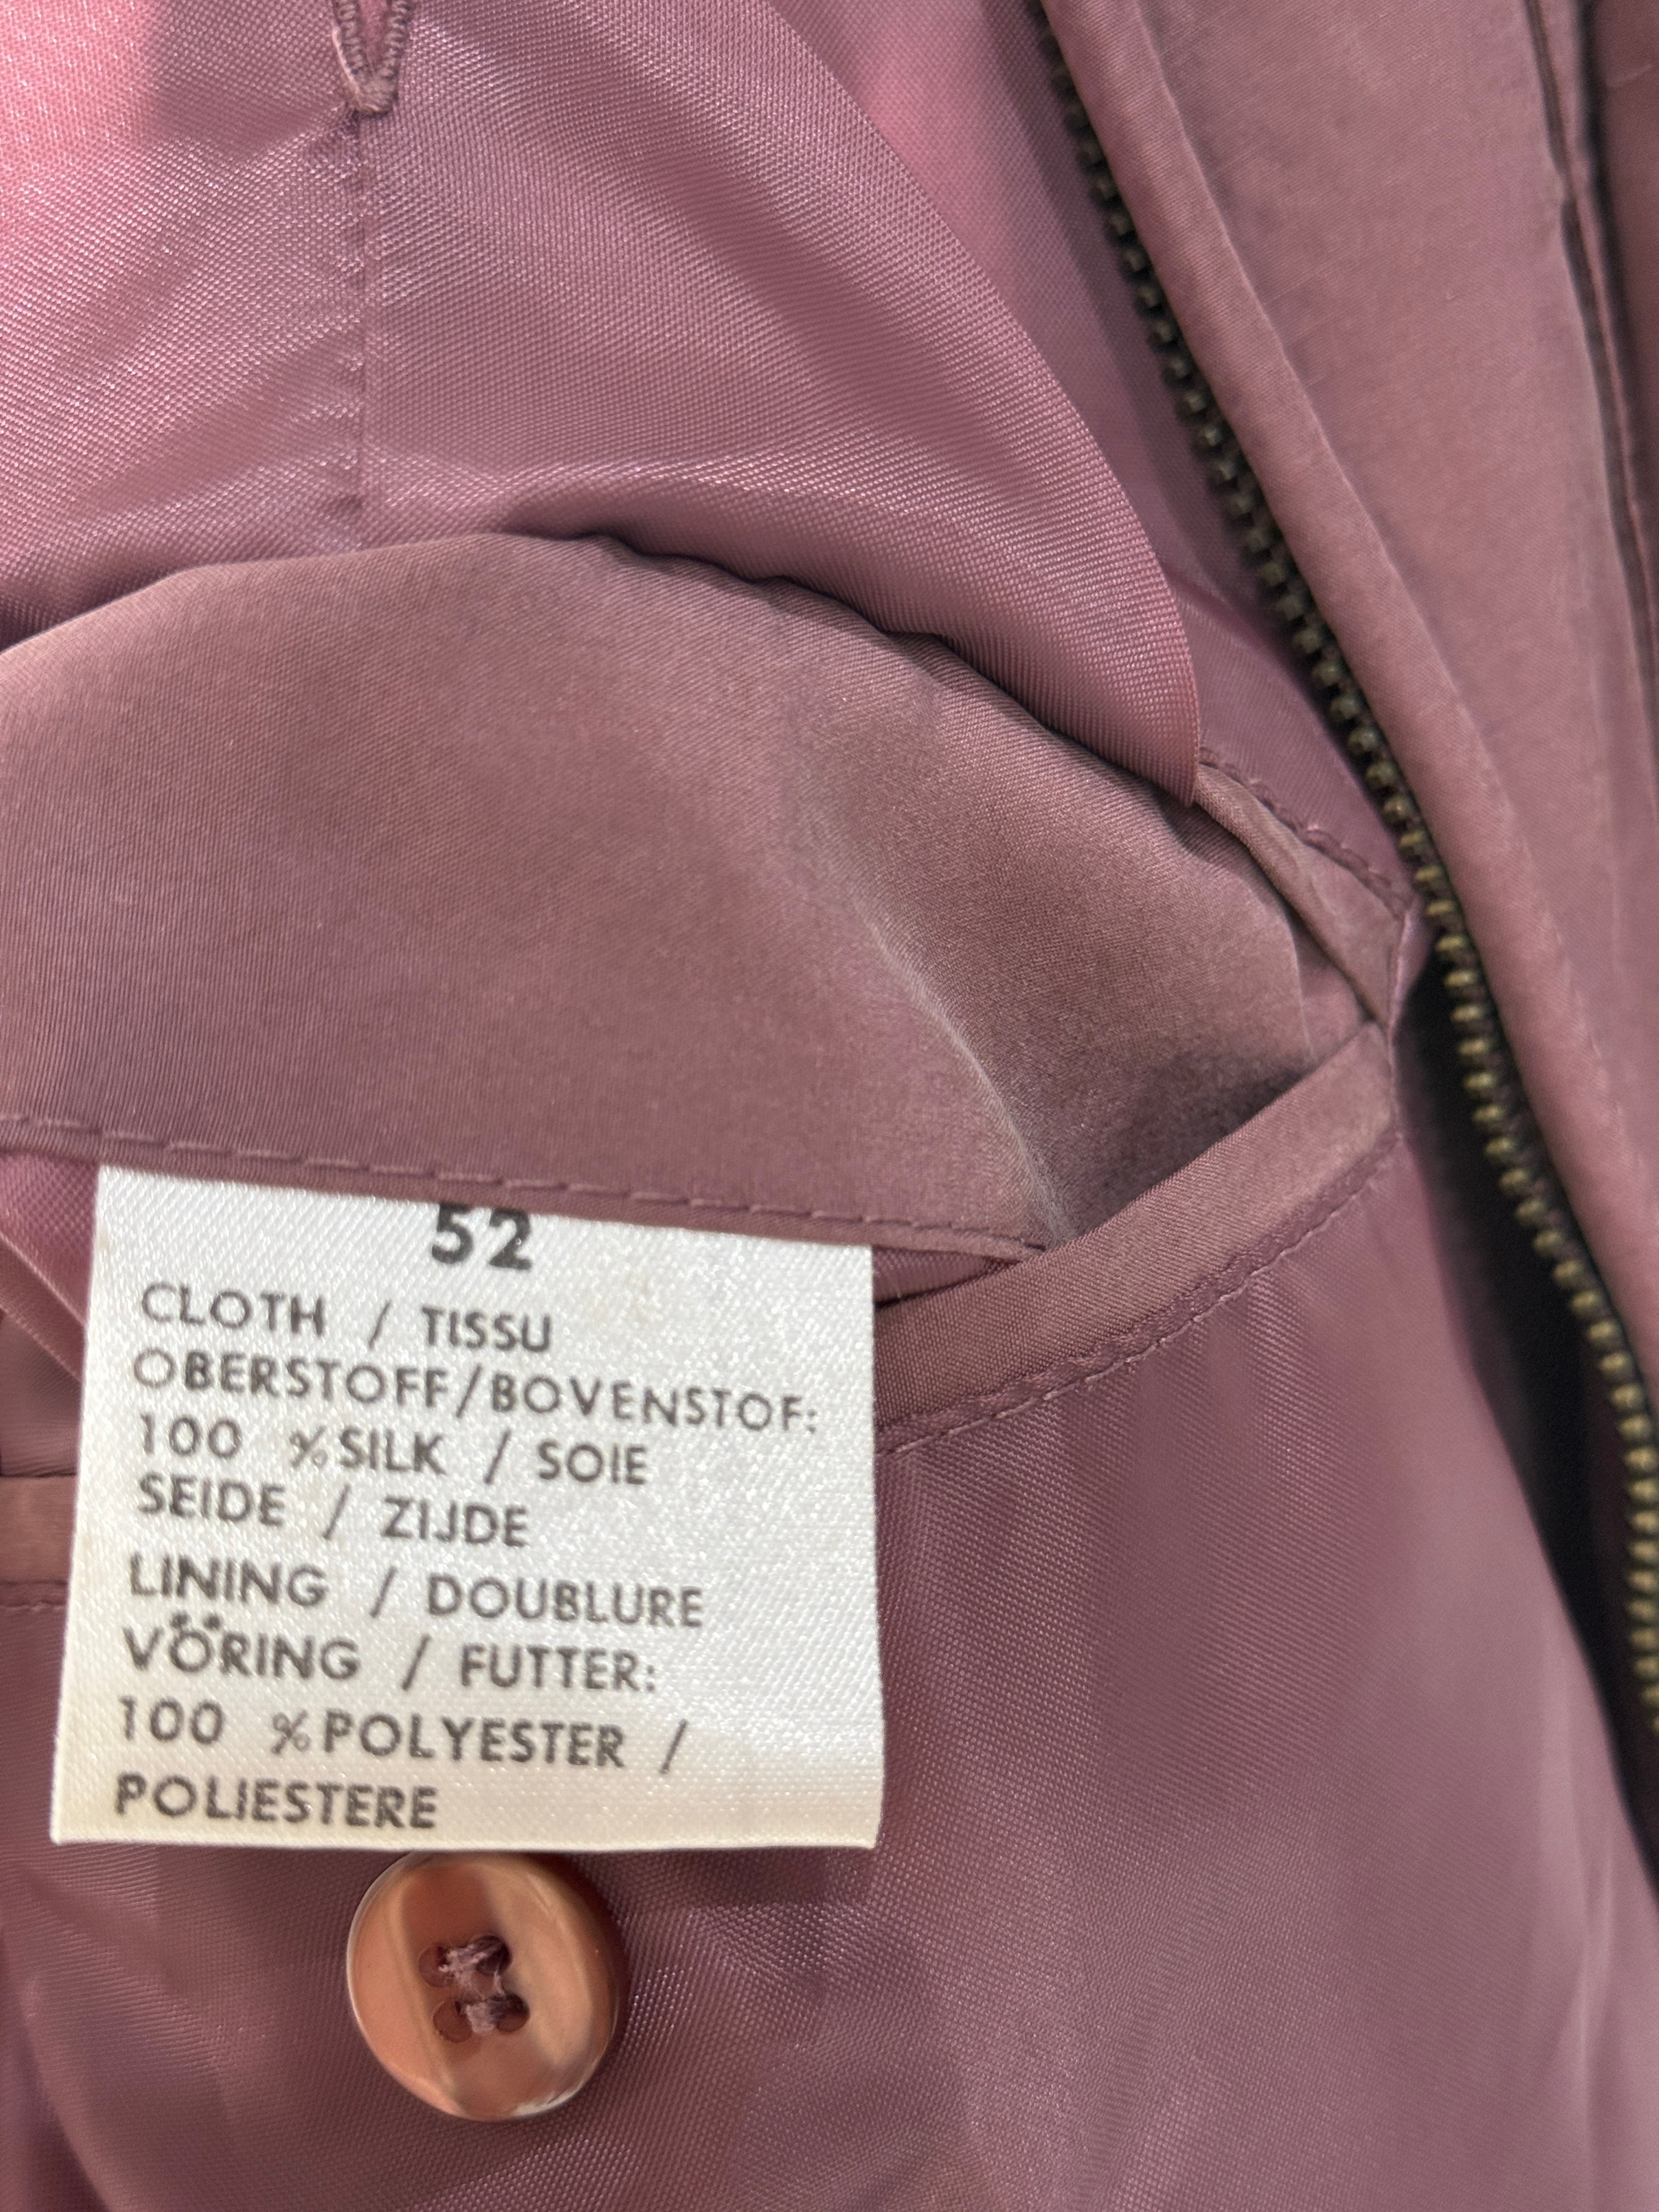 52
CLOTH / TISSU
OBERSTOFF/BOVENSTOF:
100 %SILK / SOIE
SEIDE / ZIJDE
LINING / DOUBLURE
VÖRING / FUTTER:
100 %POLYESTER /
POLIESTERE